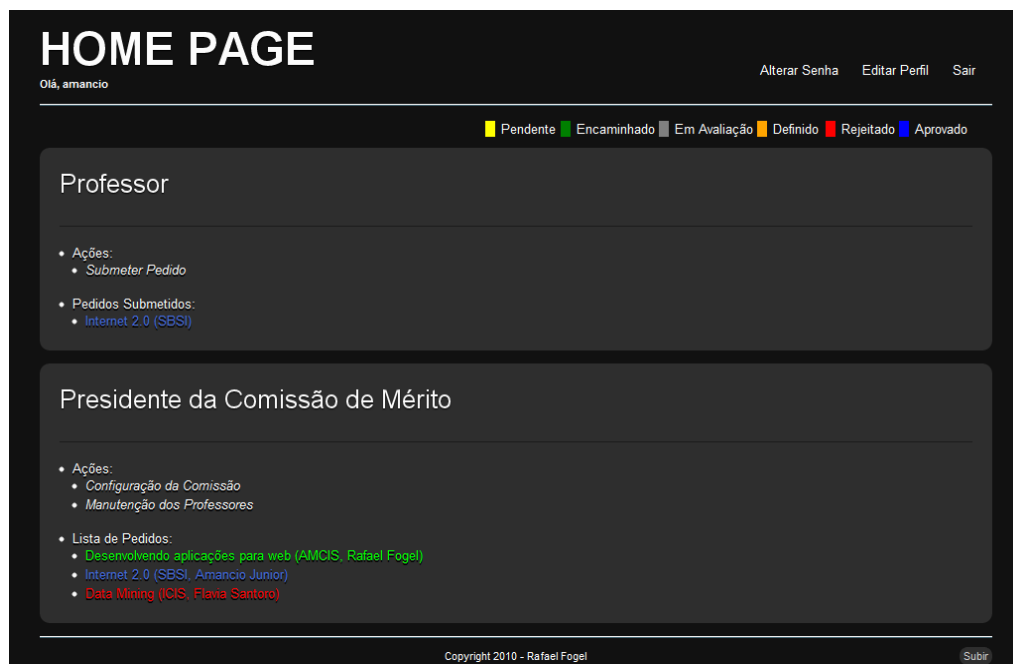 HOME PAGE
Olá, amancio
Alterar Senha Editar Perfil Sair
Pendente Encaminhado Em Avaliação Definido Rejeitado Aprovado
Professor
Ações:
Submeter Pedido
Pedidos Submetidos:
Internet 2.0 (SBSI)
Presidente da Comissão de Mérito
Ações:
Configuração da Comissão
Manutenção dos Professores
Lista de Pedidos:
Desenvolvendo aplicações para web (AMCIS, Rafael Fogel)
Internet 2.0 (SBSI, Amancio Junior)
Data Mining (ICIS, Flavia Santoro)
Copyright 2010 - Rafael Fogel
Subir